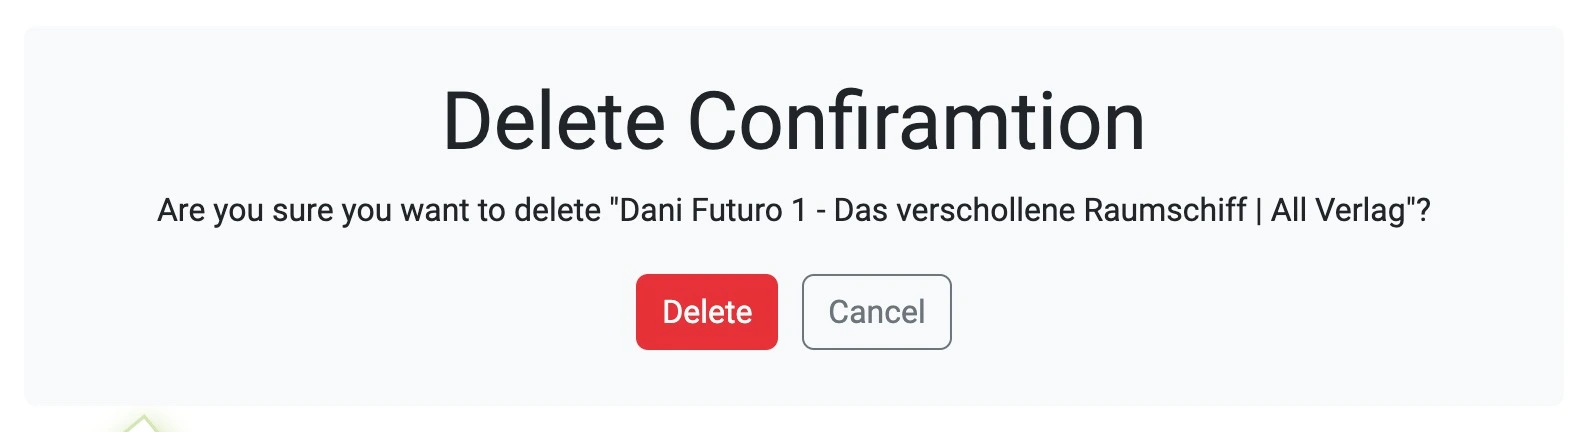 Delete Confiramtion
Are you sure you want to delete "Dani Futuro 1 - Das verschollene Raumschiff | All Verlag"?
Delete Cancel